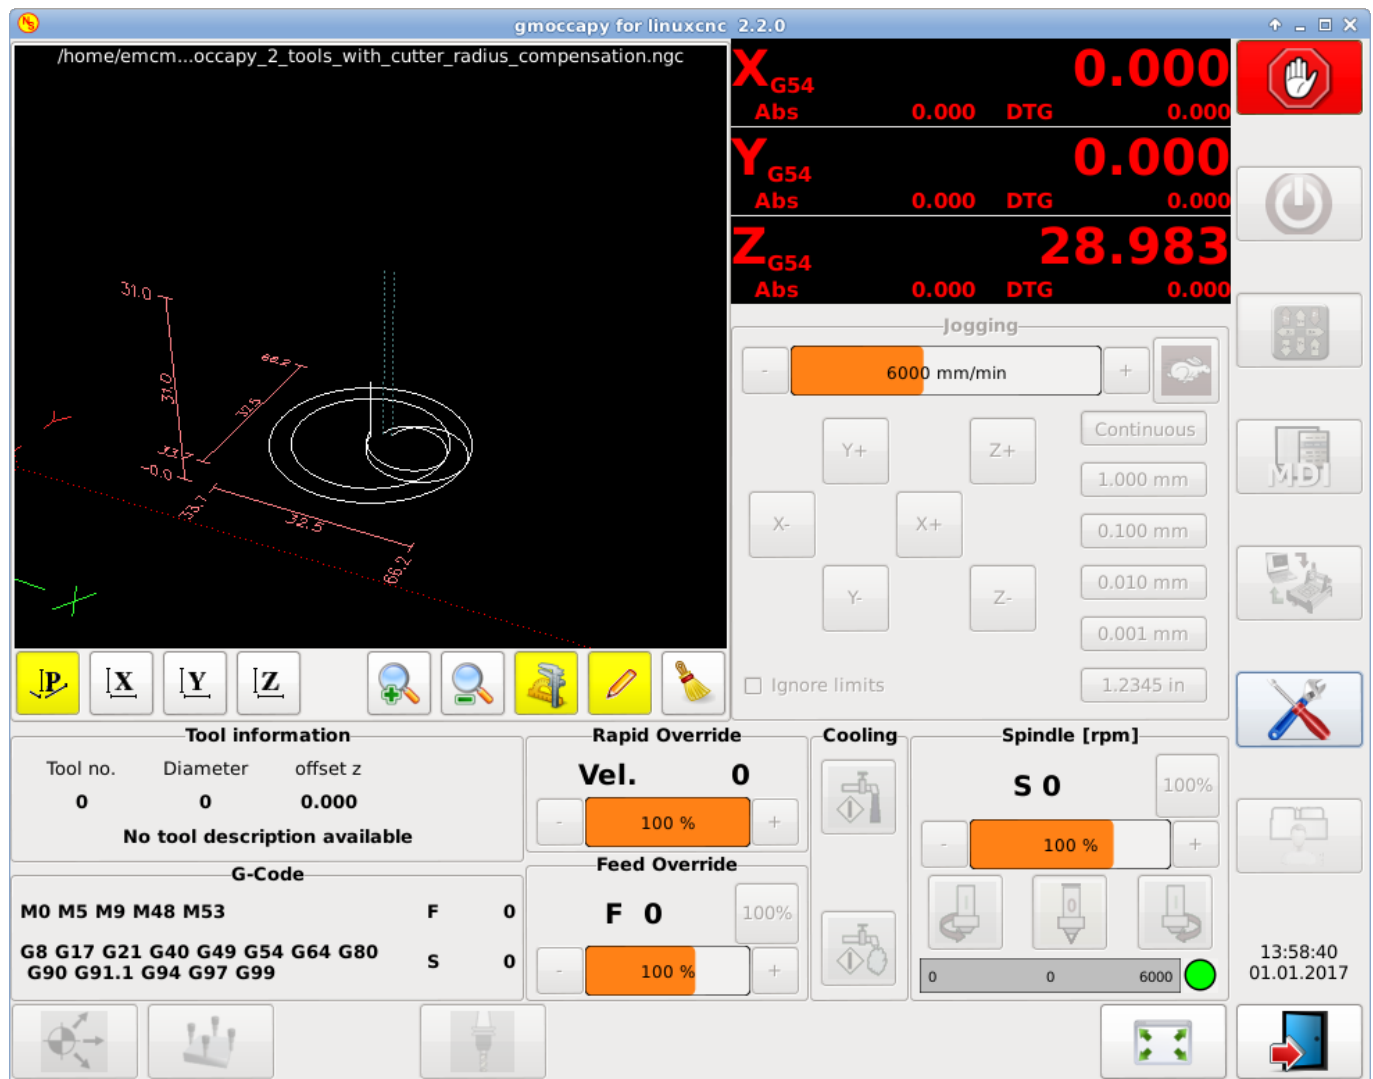 gmoccapy for linuxcnc 2.2.0
/home/emcm...occapy_2_tools_with_cutter_radius_compensation.ngc
31.0
31.0
66.2
32.5
33.7
-0.0
33.7
32.5
66.2
Y
X
X G54 0.000
Abs 0.000 DTG 0.000
Y G54 0.000
Abs 0.000 DTG 0.000
Z G54 28.983
Abs 0.000 DTG 0.000
Jogging
- 6000 mm/min +
Y+ Z+
X- X+
Y- Z-
Continuous
1.000 mm
0.100 mm
0.010 mm
0.001 mm
1.2345 in
Ignore limits
MDI
P X Y Z
Tool information
Tool no. Diameter offset z
0 0 0.000
No tool description available
G-Code
M0 M5 M9 M48 M53 F 0
G8 G17 G21 G40 G49 G54 G64 G80
G90 G91.1 G94 G97 G99
S 0
Rapid Override
Vel. 0
- 100 % +
Feed Override
F 0 100%
- 100 % +
Cooling
Spindle [rpm]
S 0 100%
- 100 % +
I 0 I
0 0 6000
13:58:40
01.01.2017